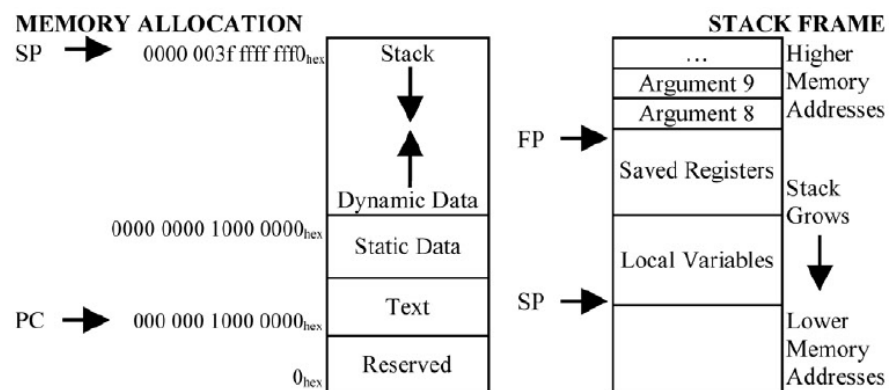 MEMORY ALLOCATION
SP 0000 003f ffff fff0hex
Stack
Dynamic Data
0000 0000 1000 0000hex
Static Data
PC 000 000 1000 0000hex
Text
Reserved
0hex
STACK FRAME
... Higher
Argument 9 Memory
Argument 8 Addresses
FP
Saved Registers
Stack
Grows
Local Variables
SP
Lower
Memory
Addresses